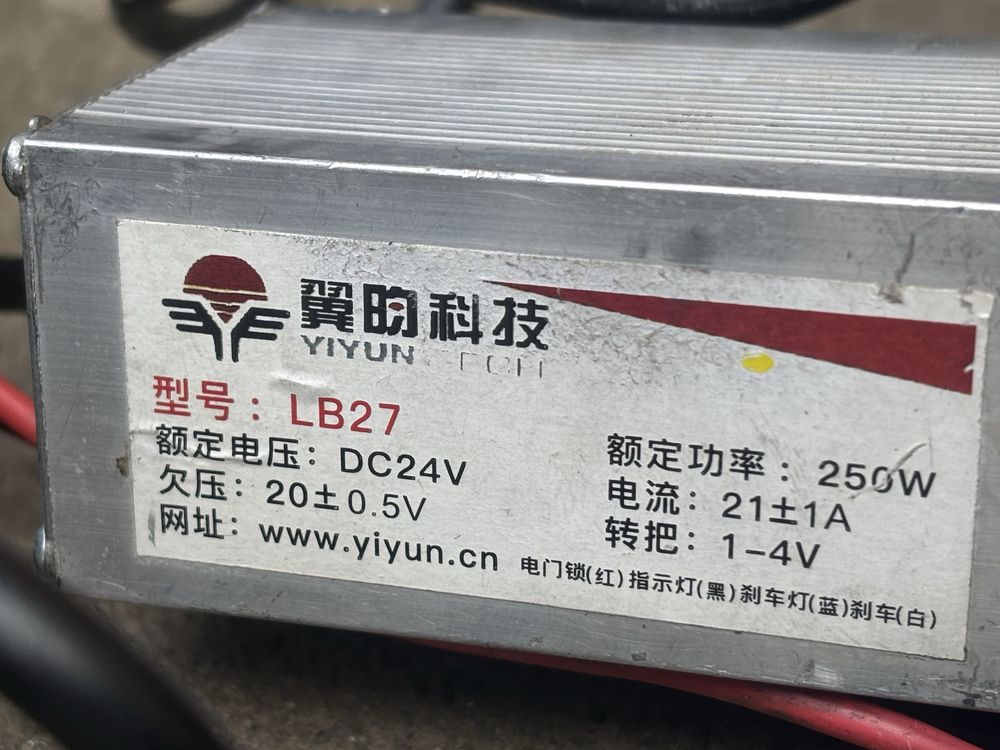 翼昀科技
YIYUN
型号：LB27
额定电压：DC24V
额定功率：250W
欠压：20±0.5V
电流：21±1A
转把：1-4V
网址：www.yiyun.cn
电门锁(红)指示灯(黑)刹车灯(蓝)刹车(白)